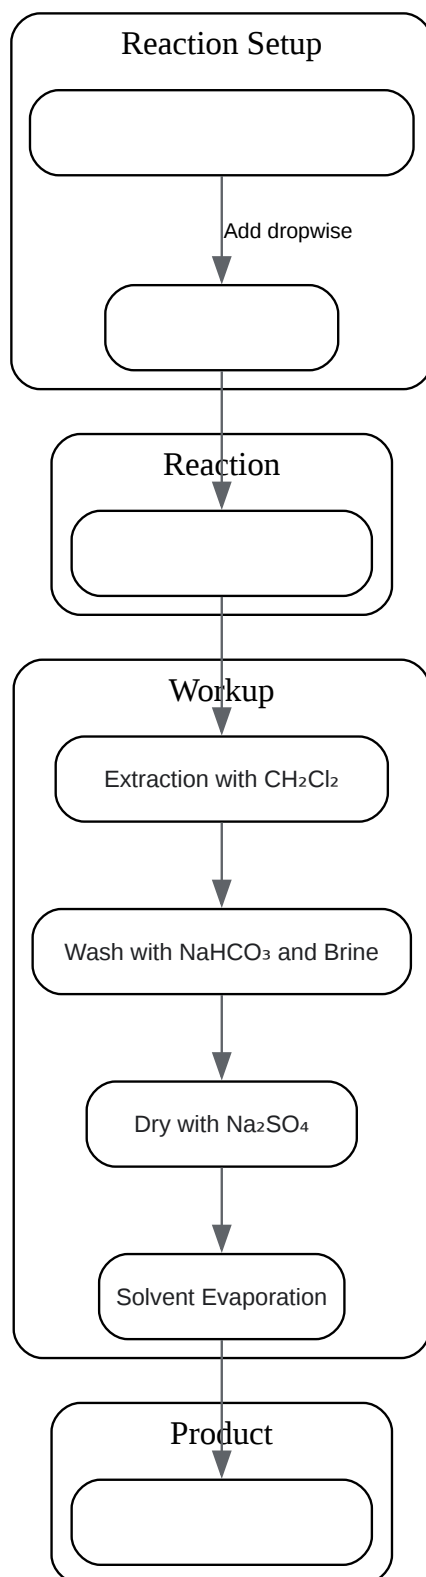 Reaction Setup
Add dropwise
Reaction
Workup
Extraction with CH₂Cl₂
Wash with NaHCO₃ and Brine
Dry with Na₂SO₄
Solvent Evaporation
Product